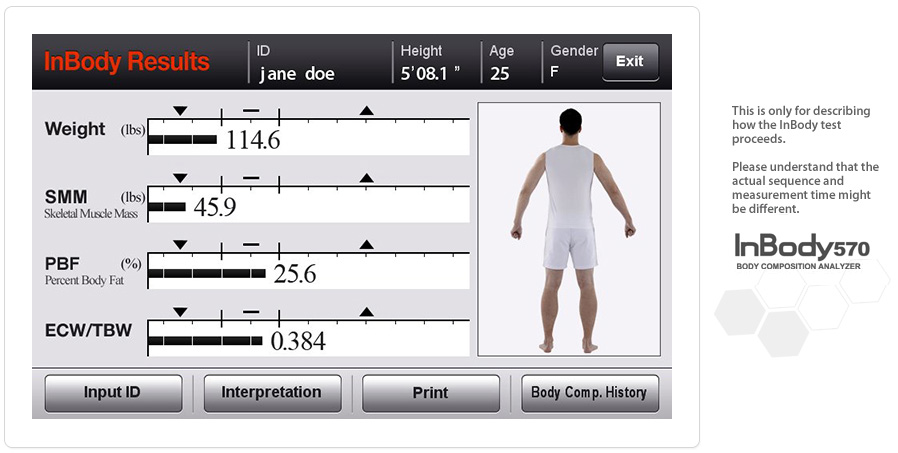 InBody Results
ID
jane doe
Height
5'08.1 "
Age
25
Gender
F
Exit
Weight (lbs)
114.6
SMM (lbs)
Skeletal Muscle Mass
45.9
PBF (%)
Percent Body Fat
25.6
ECW/TBW
0.384
Input ID
Interpretation
Print
Body Comp. History
This is only for describing
how the InBody test
proceeds.
Please understand that the
actual sequence and
measurement time might
be different.
InBody570
BODY COMPOSITION ANALYZER